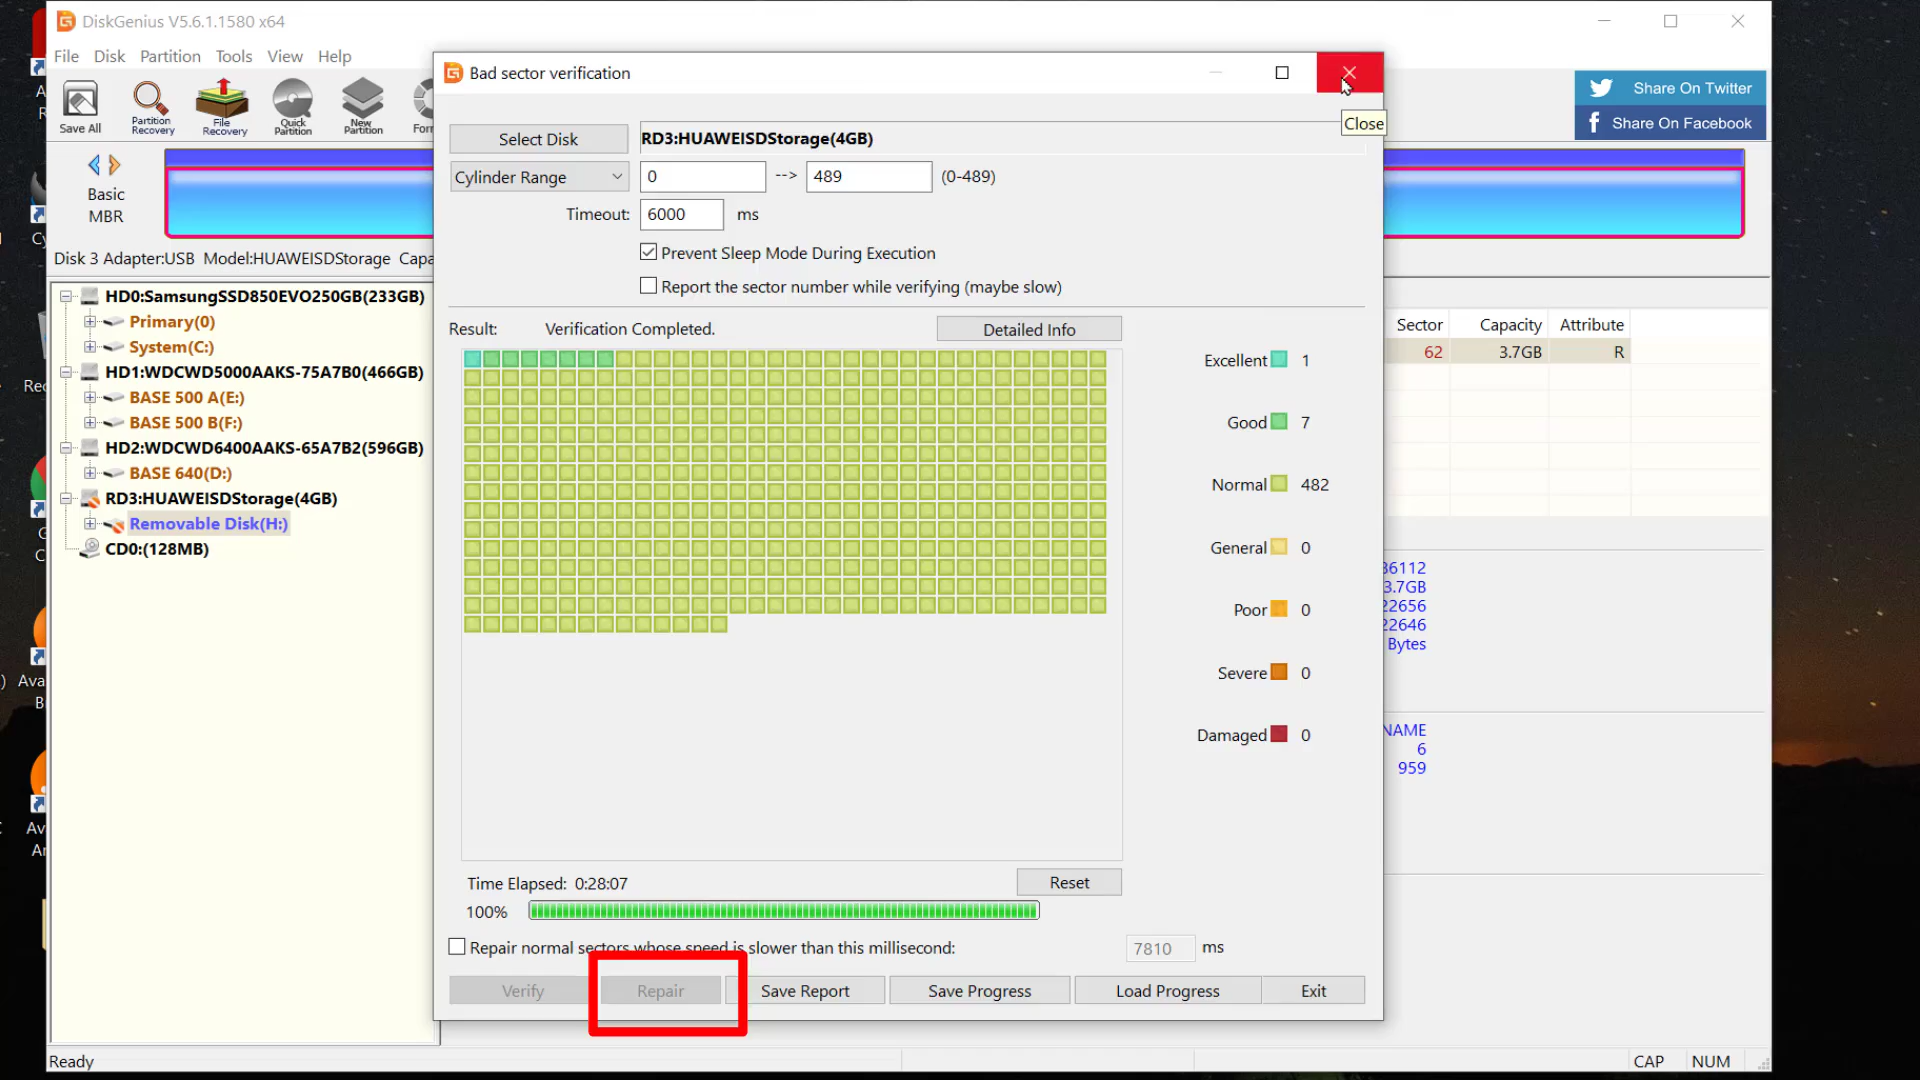 DiskGenius V5.6.1.1580 x64
File Disk Partition Tools View Help
Save All
Partition
Recovery
File
Recovery
Quick
Partition
New
Partition
Share On Twitter
Share On Facebook
Basic
MBR
Disk 3 Adapter:USB Model:HUAWEISDStorage Capa
HD0:SamsungSSD850EVO250GB(233GB)
Primary(0)
System(C:)
HD1:WDCWD5000AAKS-75A7B0(466GB)
BASE 500 A(E:)
BASE 500 B(F:)
HD2:WDCWD6400AAKS-65A7B2(596GB)
BASE 640(D:)
RD3:HUAWEISDStorage(4GB)
Removable Disk(H:)
CD0:(128MB)
Bad sector verification
Close
Select Disk RD3:HUAWEISDStorage(4GB)
Cylinder Range 0 --> 489 (0-489)
Timeout: 6000 ms
Prevent Sleep Mode During Execution
Report the sector number while verifying (maybe slow)
Result: Verification Completed. Detailed Info
Excellent 1
Good 7
Normal 482
General 0
Poor 0
Severe 0
Damaged 0
Time Elapsed: 0:28:07 Reset
100%
Repair normal sectors whose speed is slower than this millisecond: 7810 ms
Verify Repair Save Report Save Progress Load Progress Exit
Sector Capacity Attribute
62 3.7GB R
36112
3.7GB
22656
22646
Bytes
NAME
6
959
Ready
CAP NUM